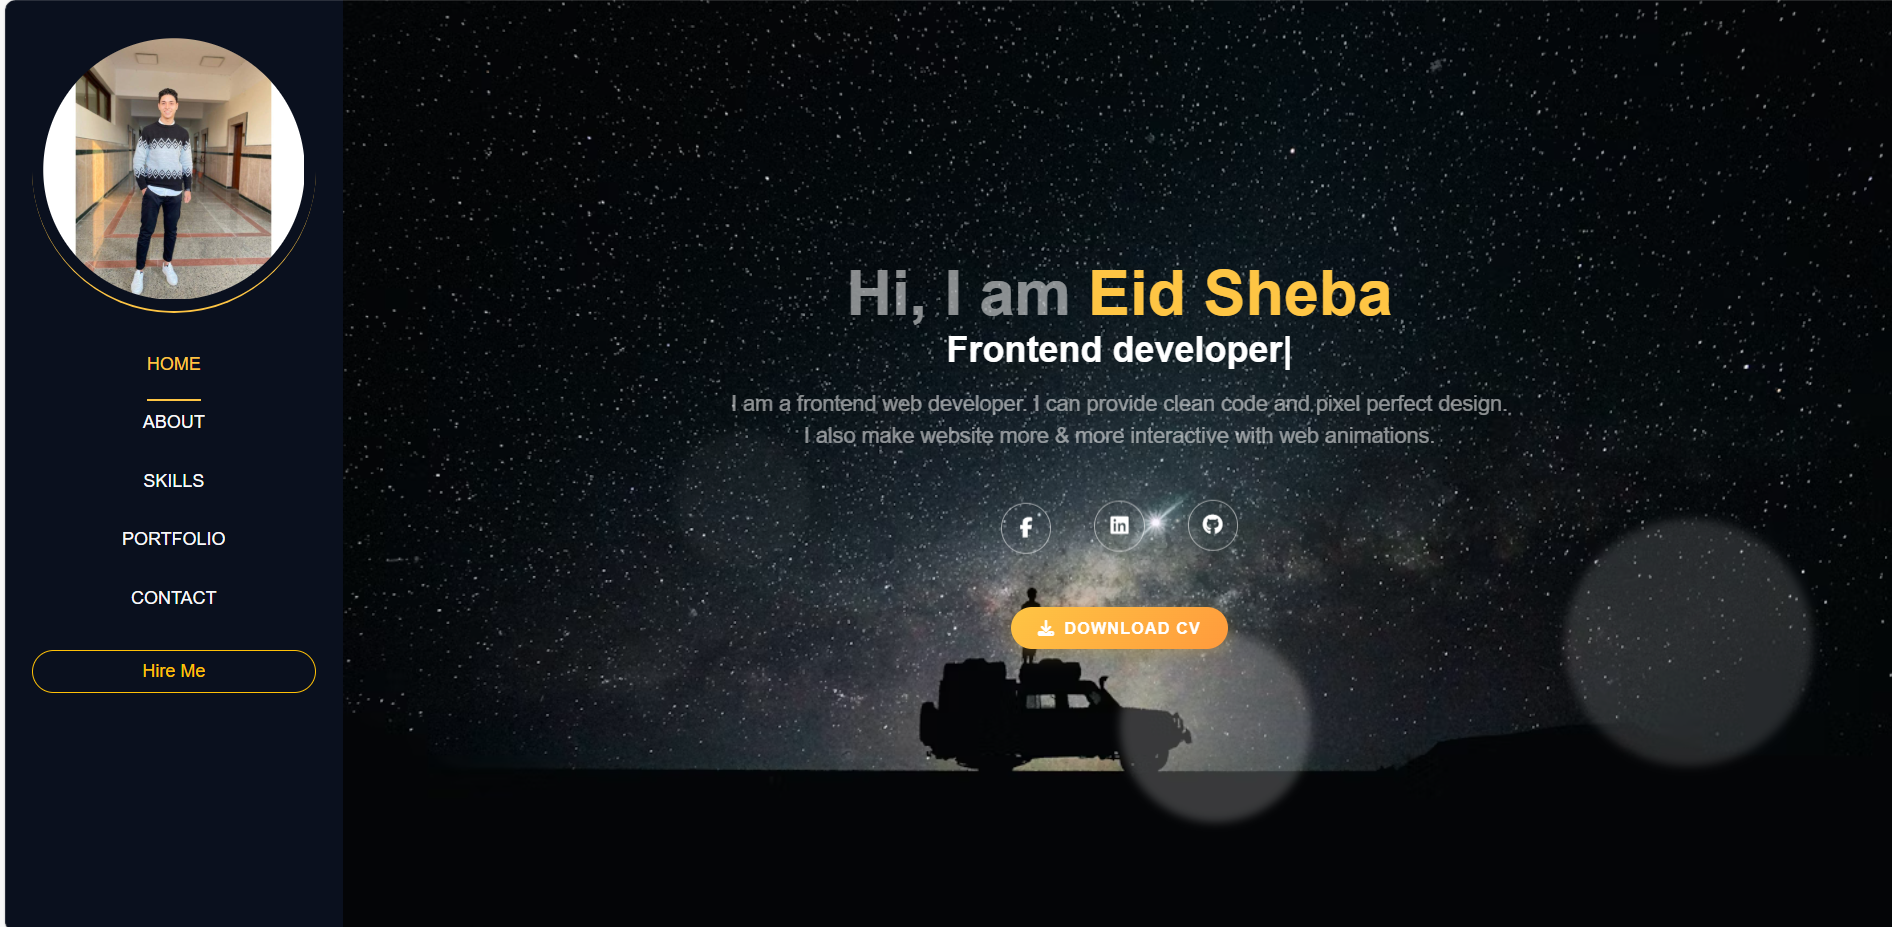 HOME
ABOUT
SKILLS
PORTFOLIO
CONTACT
Hire Me
Hi, I am Eid Sheba
Frontend developer|
I am a frontend web developer. I can provide clean code and pixel perfect design.
I also make website more & more interactive with web animations.
DOWNLOAD CV